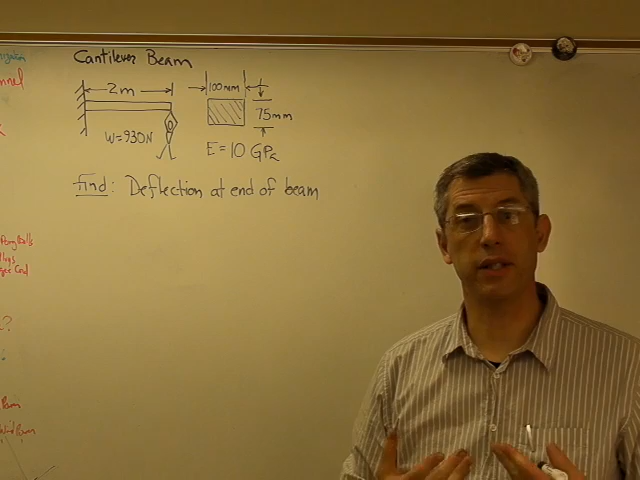 Cantilever Beam
2m
100mm
75mm
W=930N
E = 10 GPa
find: Deflection at end of beam